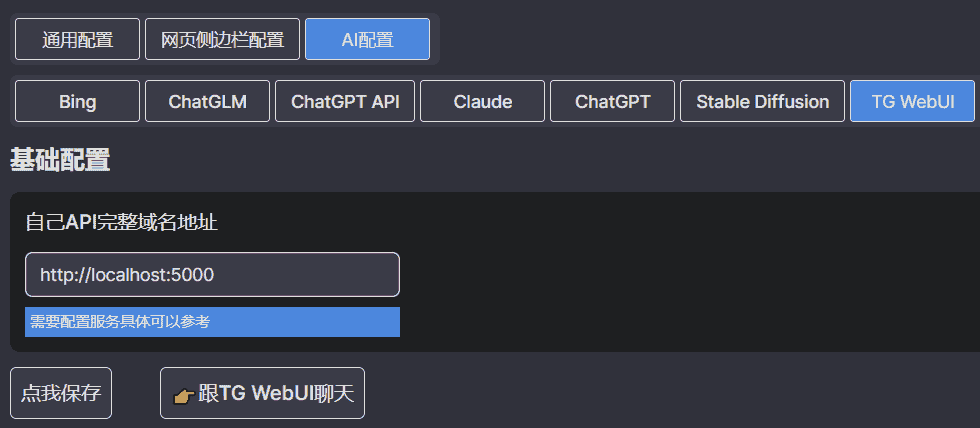 通用配置 网页侧边栏配置 AI配置
Bing ChatGLM ChatGPT API Claude ChatGPT Stable Diffusion TG WebUI
基础配置
自己API完整域名地址
http://localhost:5000
需要配置服务具体可以参考
点我保存 👉跟TG WebUI聊天